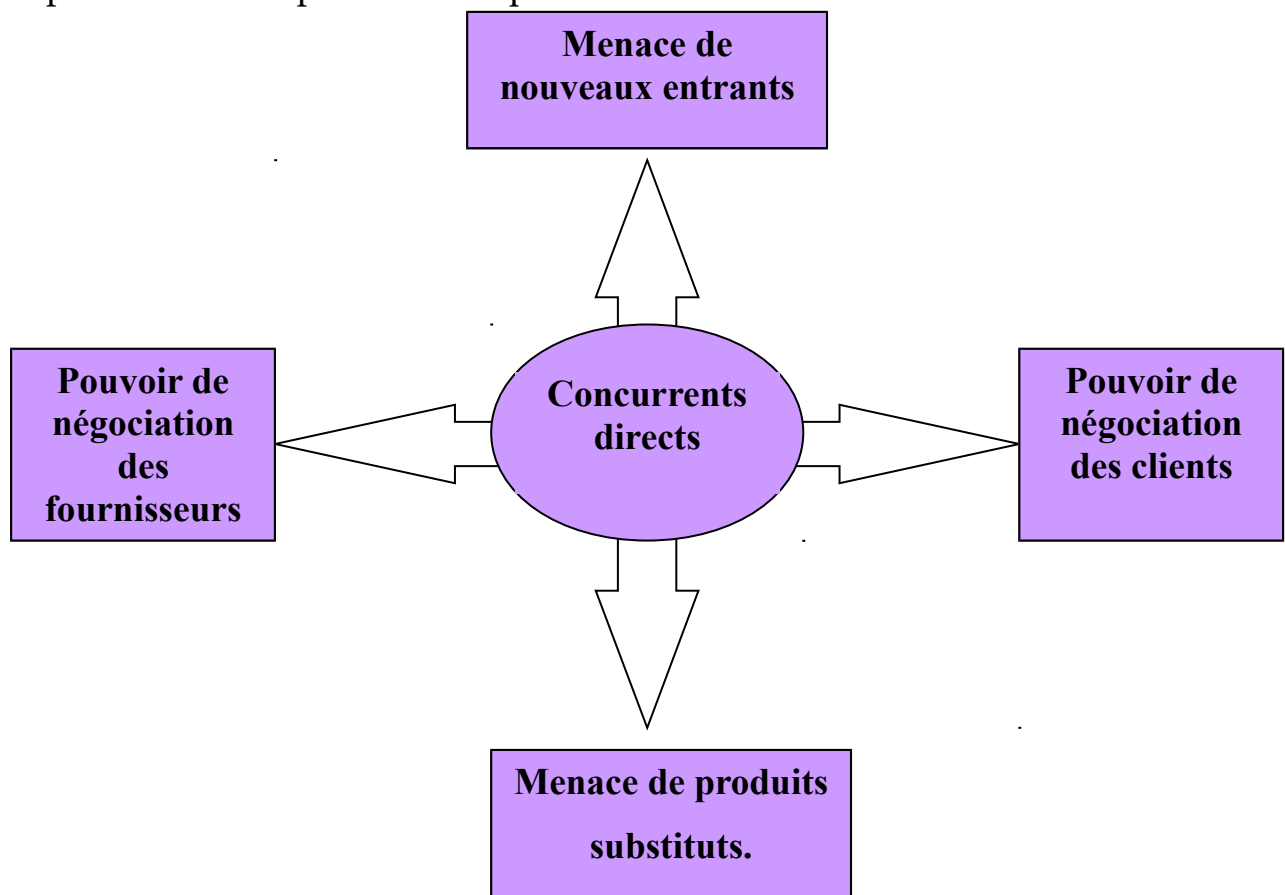 Menace de
nouveaux entrants
Pouvoir de
négociation
des
fournisseurs
Concurrents
directs
Pouvoir de
négociation
des clients
Menace de produits
substituts.